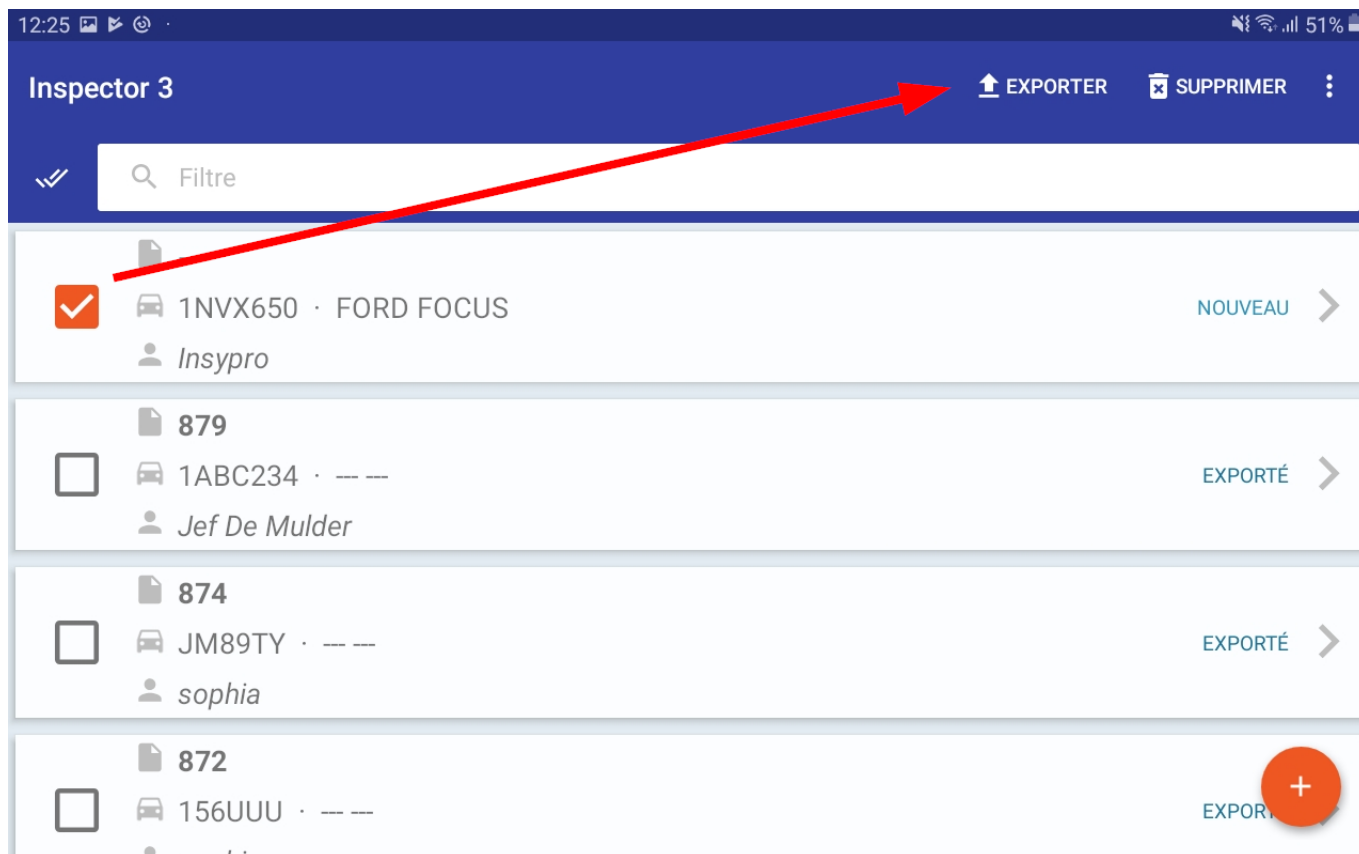 12:25 51%
Inspector 3 EXPORTER SUPPRIMER
Filtre
--
1NVX650 · FORD FOCUS NOUVEAU
Insypro
879
1ABC234 · --- --- EXPORTÉ
Jef De Mulder
874
JM89TY · --- --- EXPORTÉ
sophia
872
156UUU · --- ---
+